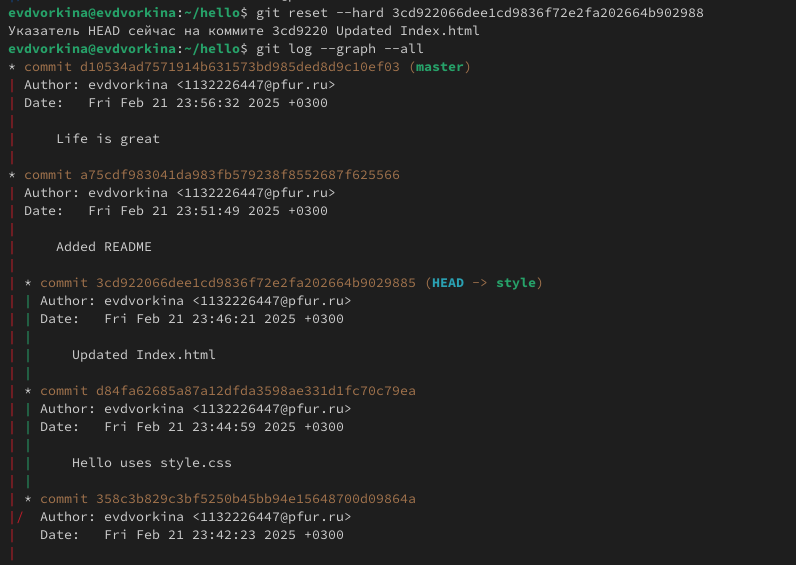 evdvorkina@evdvorkina:~/hello$ git reset --hard 3cd922066dee1cd9836f72e2fa202664b902988
Указатель HEAD сейчас на коммите 3cd9220 Updated Index.html
evdvorkina@evdvorkina:~/hello$ git log --graph --all
* commit d10534ad7571914b631573bd985ded8d9c10ef03 (master)
| Author: evdvorkina <1132226447@pfur.ru>
| Date:   Fri Feb 21 23:56:32 2025 +0300
|
|     Life is great
|
* commit a75cdf983041da983fb579238f8552687f625566
| Author: evdvorkina <1132226447@pfur.ru>
| Date:   Fri Feb 21 23:51:49 2025 +0300
|
|     Added README
|
| * commit 3cd922066dee1cd9836f72e2fa202664b9029885 (HEAD -> style)
| | Author: evdvorkina <1132226447@pfur.ru>
| | Date:   Fri Feb 21 23:46:21 2025 +0300
| |
| |     Updated Index.html
| |
| * commit d84fa62685a87a12dfda3598ae331d1fc70c79ea
| | Author: evdvorkina <1132226447@pfur.ru>
| | Date:   Fri Feb 21 23:44:59 2025 +0300
| |
| |     Hello uses style.css
| |
| * commit 358c3b829c3bf5250b45bb94e15648700d09864a
|/  Author: evdvorkina <1132226447@pfur.ru>
|   Date:   Fri Feb 21 23:42:23 2025 +0300
|